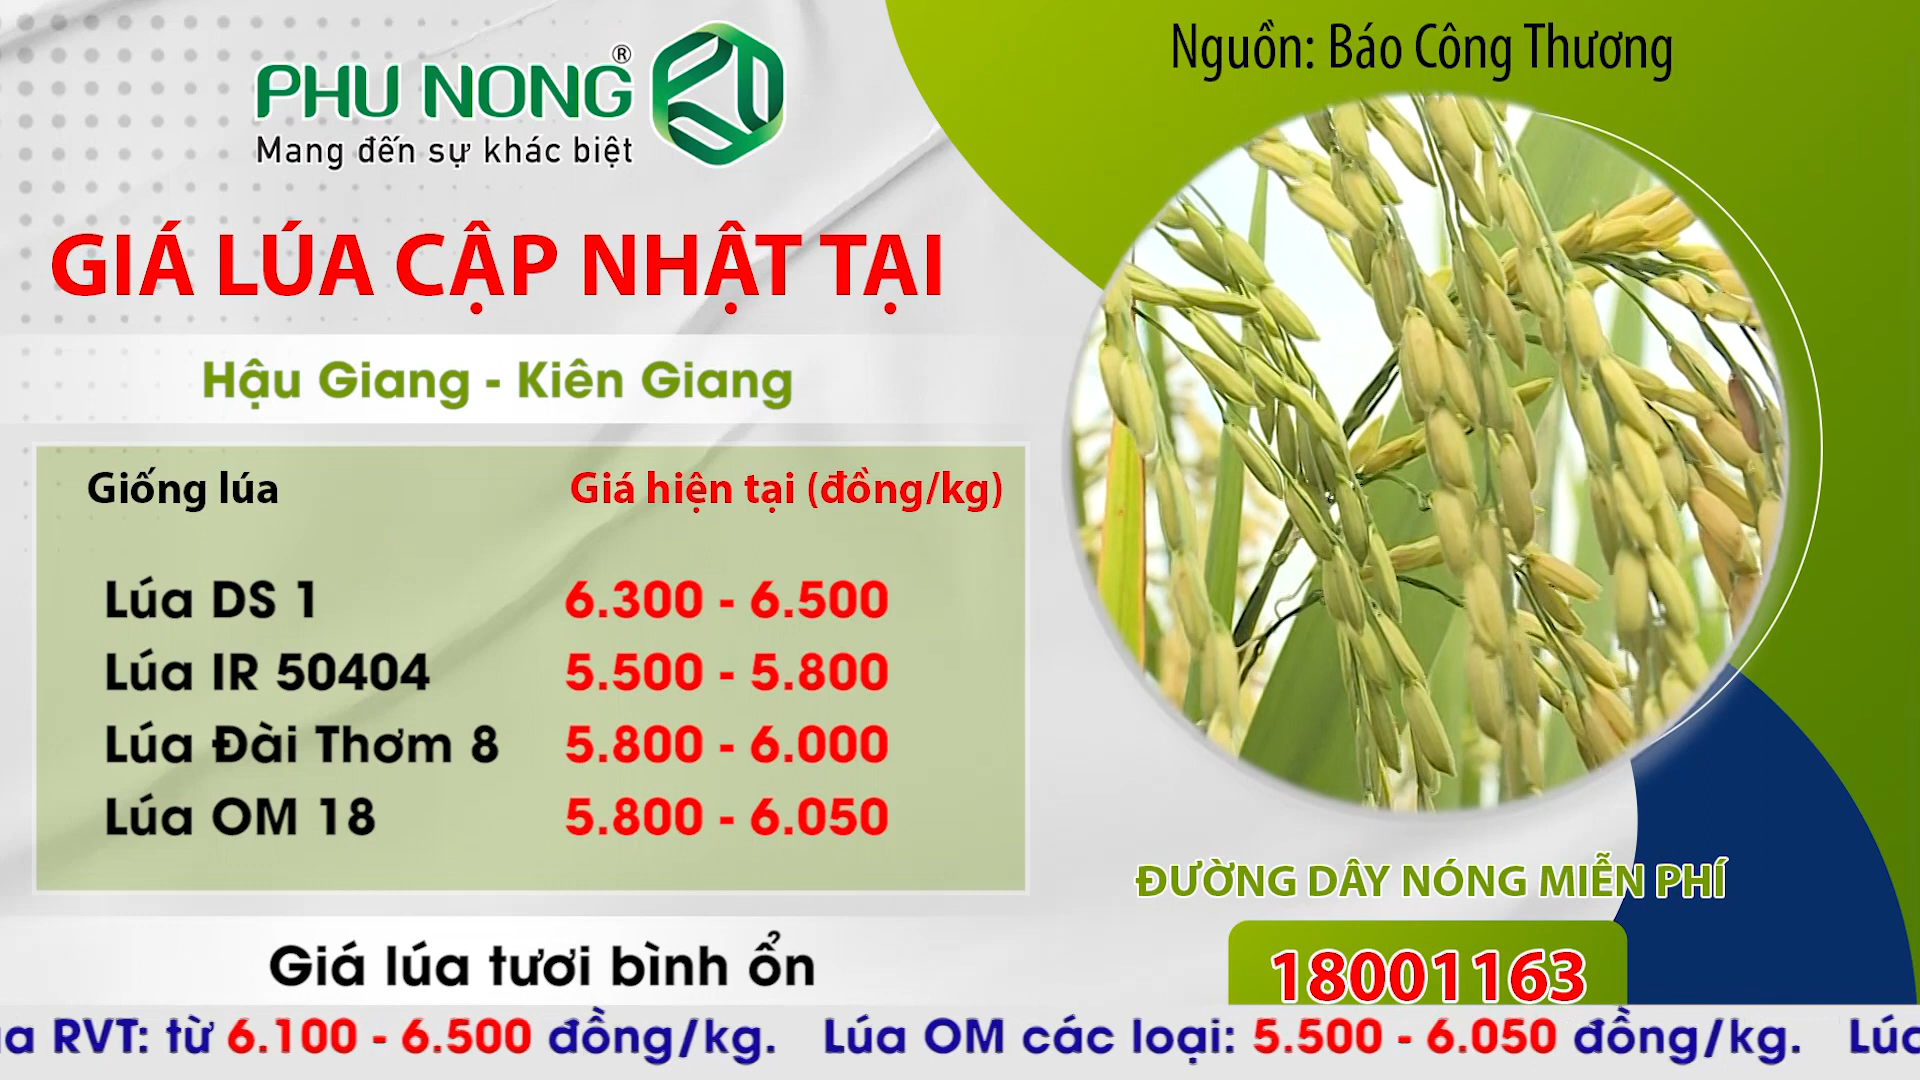 PHU NONG®
Mang đến sự khác biệt
Nguồn: Báo Công Thương
GIÁ LÚA CẬP NHẬT TẠI
Hậu Giang - Kiên Giang
Giống lúa Giá hiện tại (đồng/kg)
Lúa DS 1 6.300 - 6.500
Lúa IR 50404 5.500 - 5.800
Lúa Đài Thơm 8 5.800 - 6.000
Lúa OM 18 5.800 - 6.050
Giá lúa tươi bình ổn
ĐƯỜNG DÂY NÓNG MIỄN PHÍ
18001163
RVT: từ 6.100 - 6.500 đồng/kg. Lúa OM các loại: 5.500 - 6.050 đồng/kg.